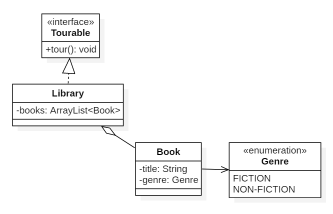 «interface»
Tourable
+tour(): void
Library
-books: ArrayList<Book>
Book
-title: String
-genre: Genre
«enumeration»
Genre
FICTION
NON-FICTION